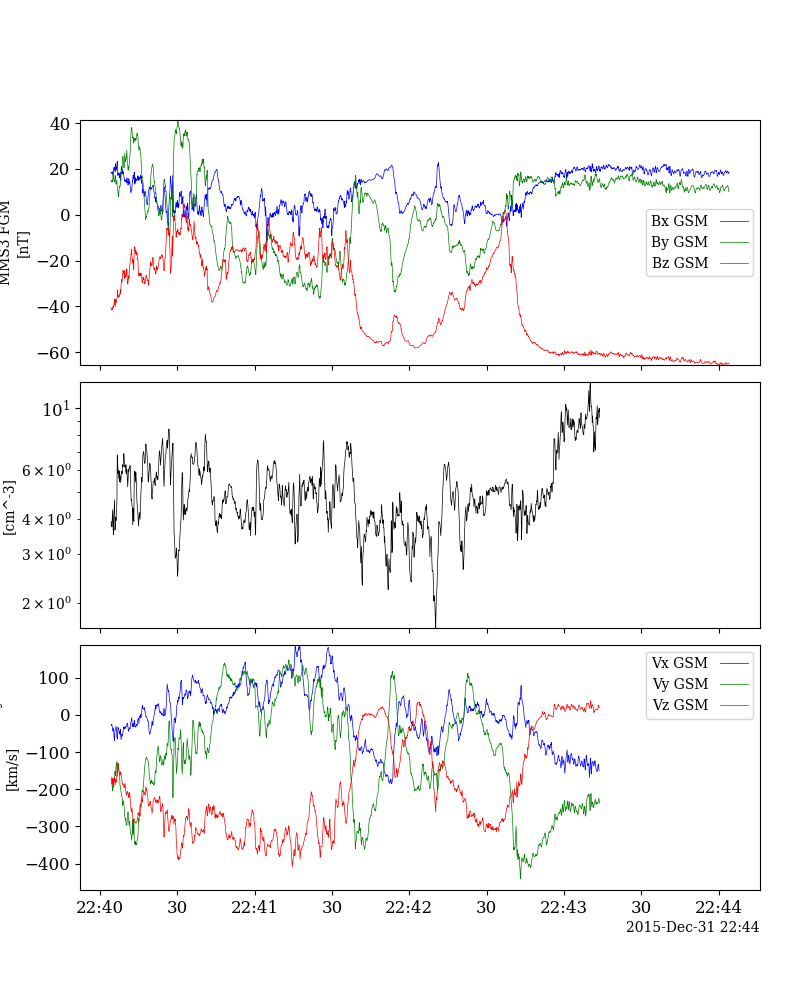 40
20
0
−20
−40
−60
MMS3 FGM
[nT]
Bx GSM
By GSM
Bz GSM
10¹
6 × 10⁰
4 × 10⁰
3 × 10⁰
2 × 10⁰
[cm^-3]
100
0
−100
−200
−300
−400
[km/s]
Vx GSM
Vy GSM
Vz GSM
22:40 30 22:41 30 22:42 30 22:43 30 22:44
2015-Dec-31 22:44